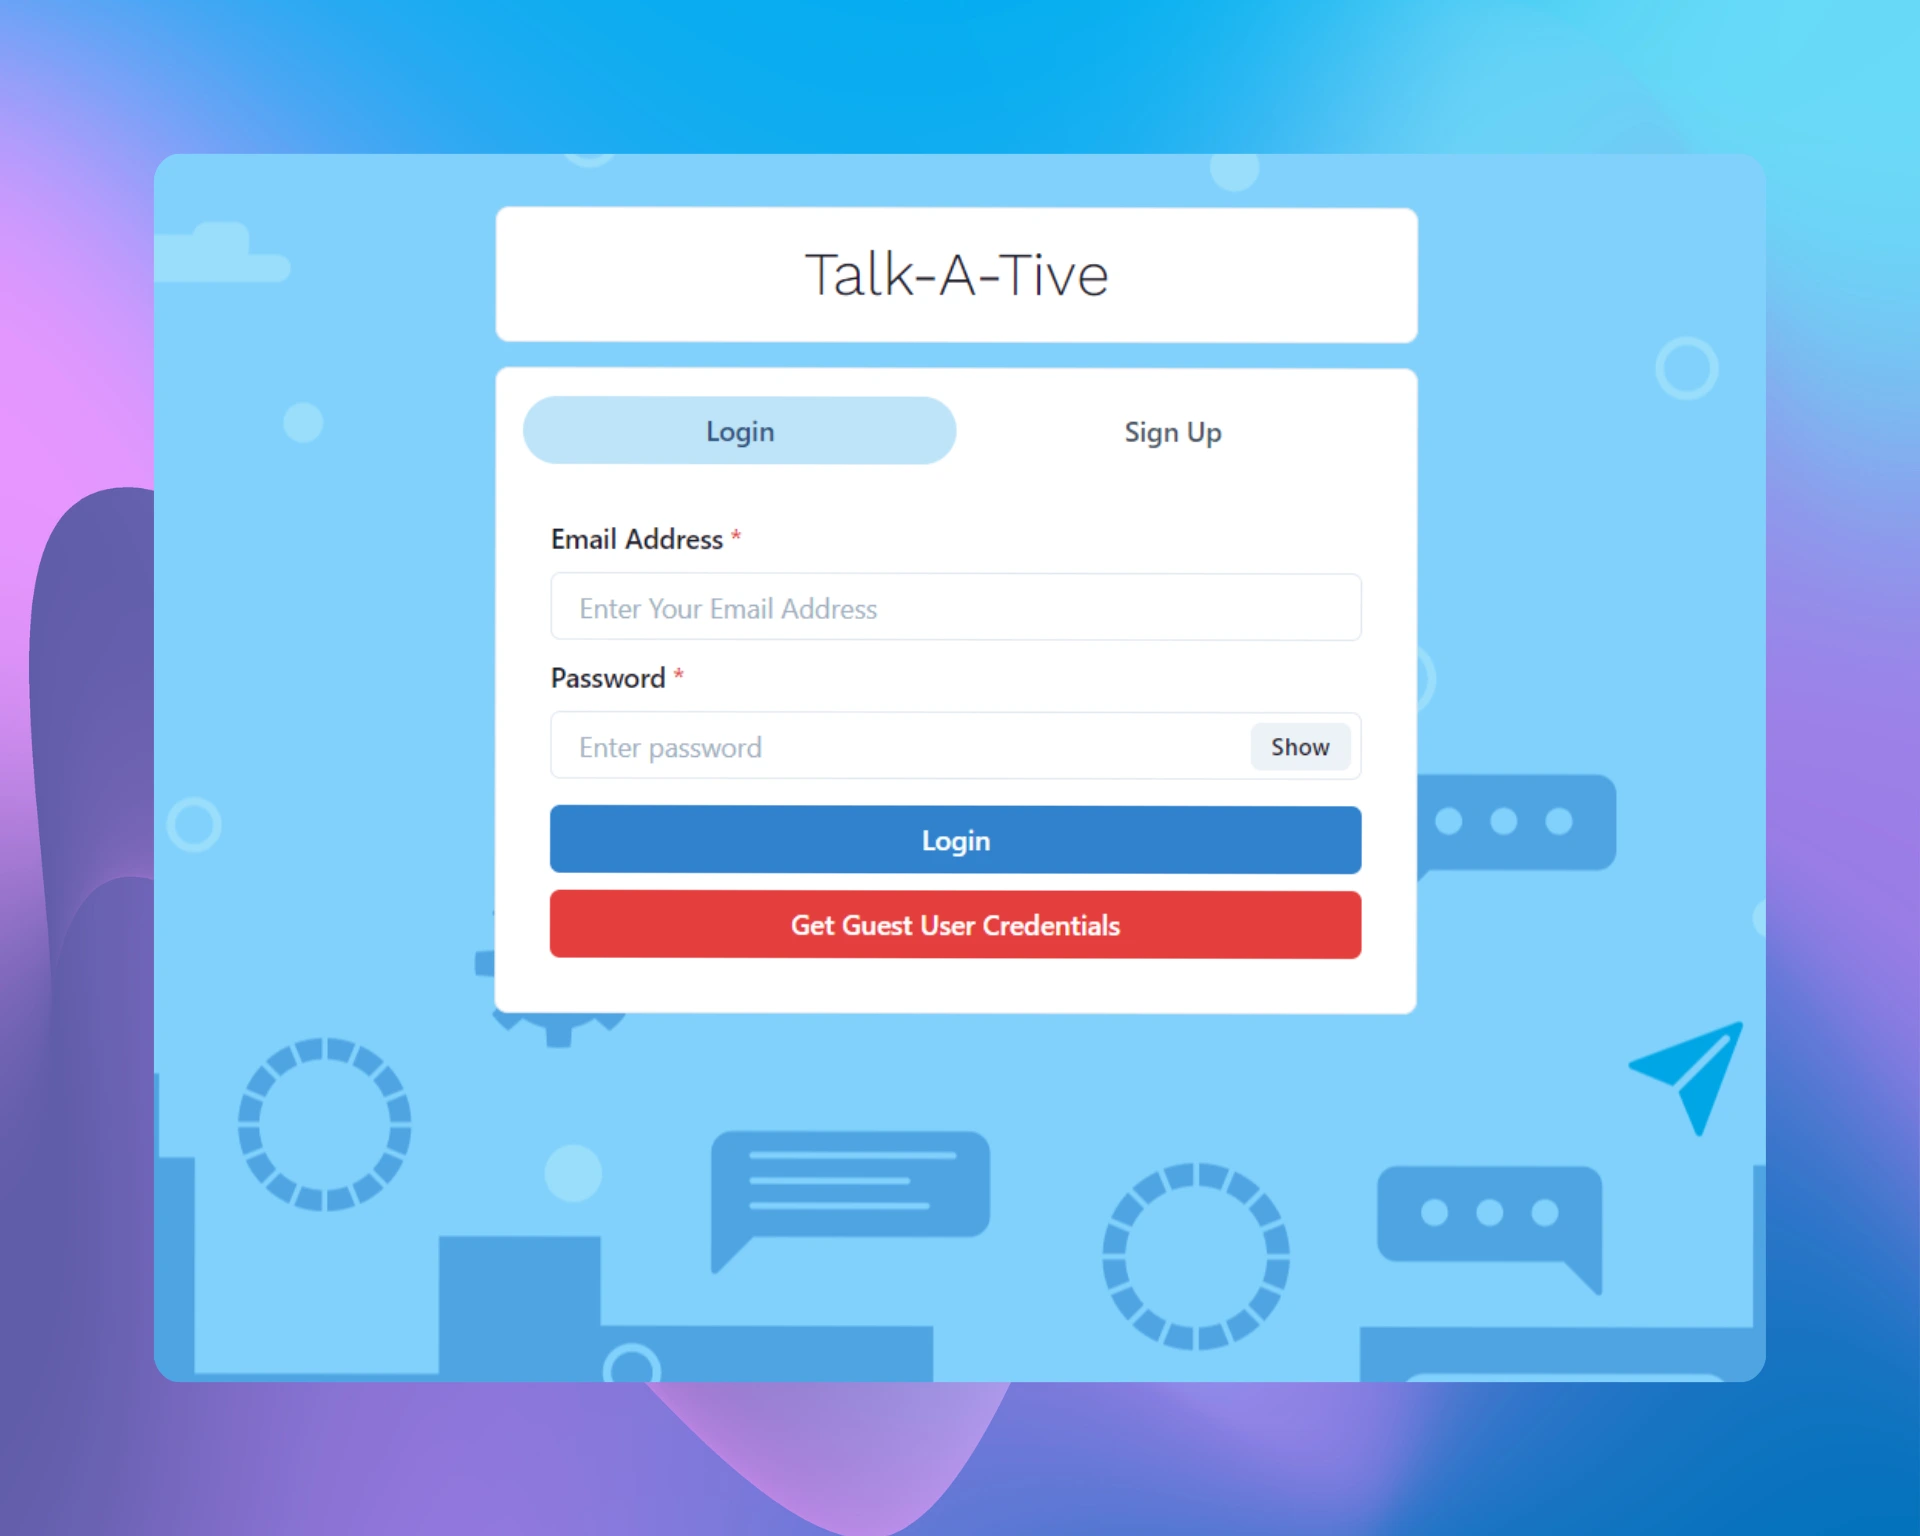 Talk-A-Tive
Login
Sign Up
Email Address *
Enter Your Email Address
Password *
Enter password
Show
Login
Get Guest User Credentials